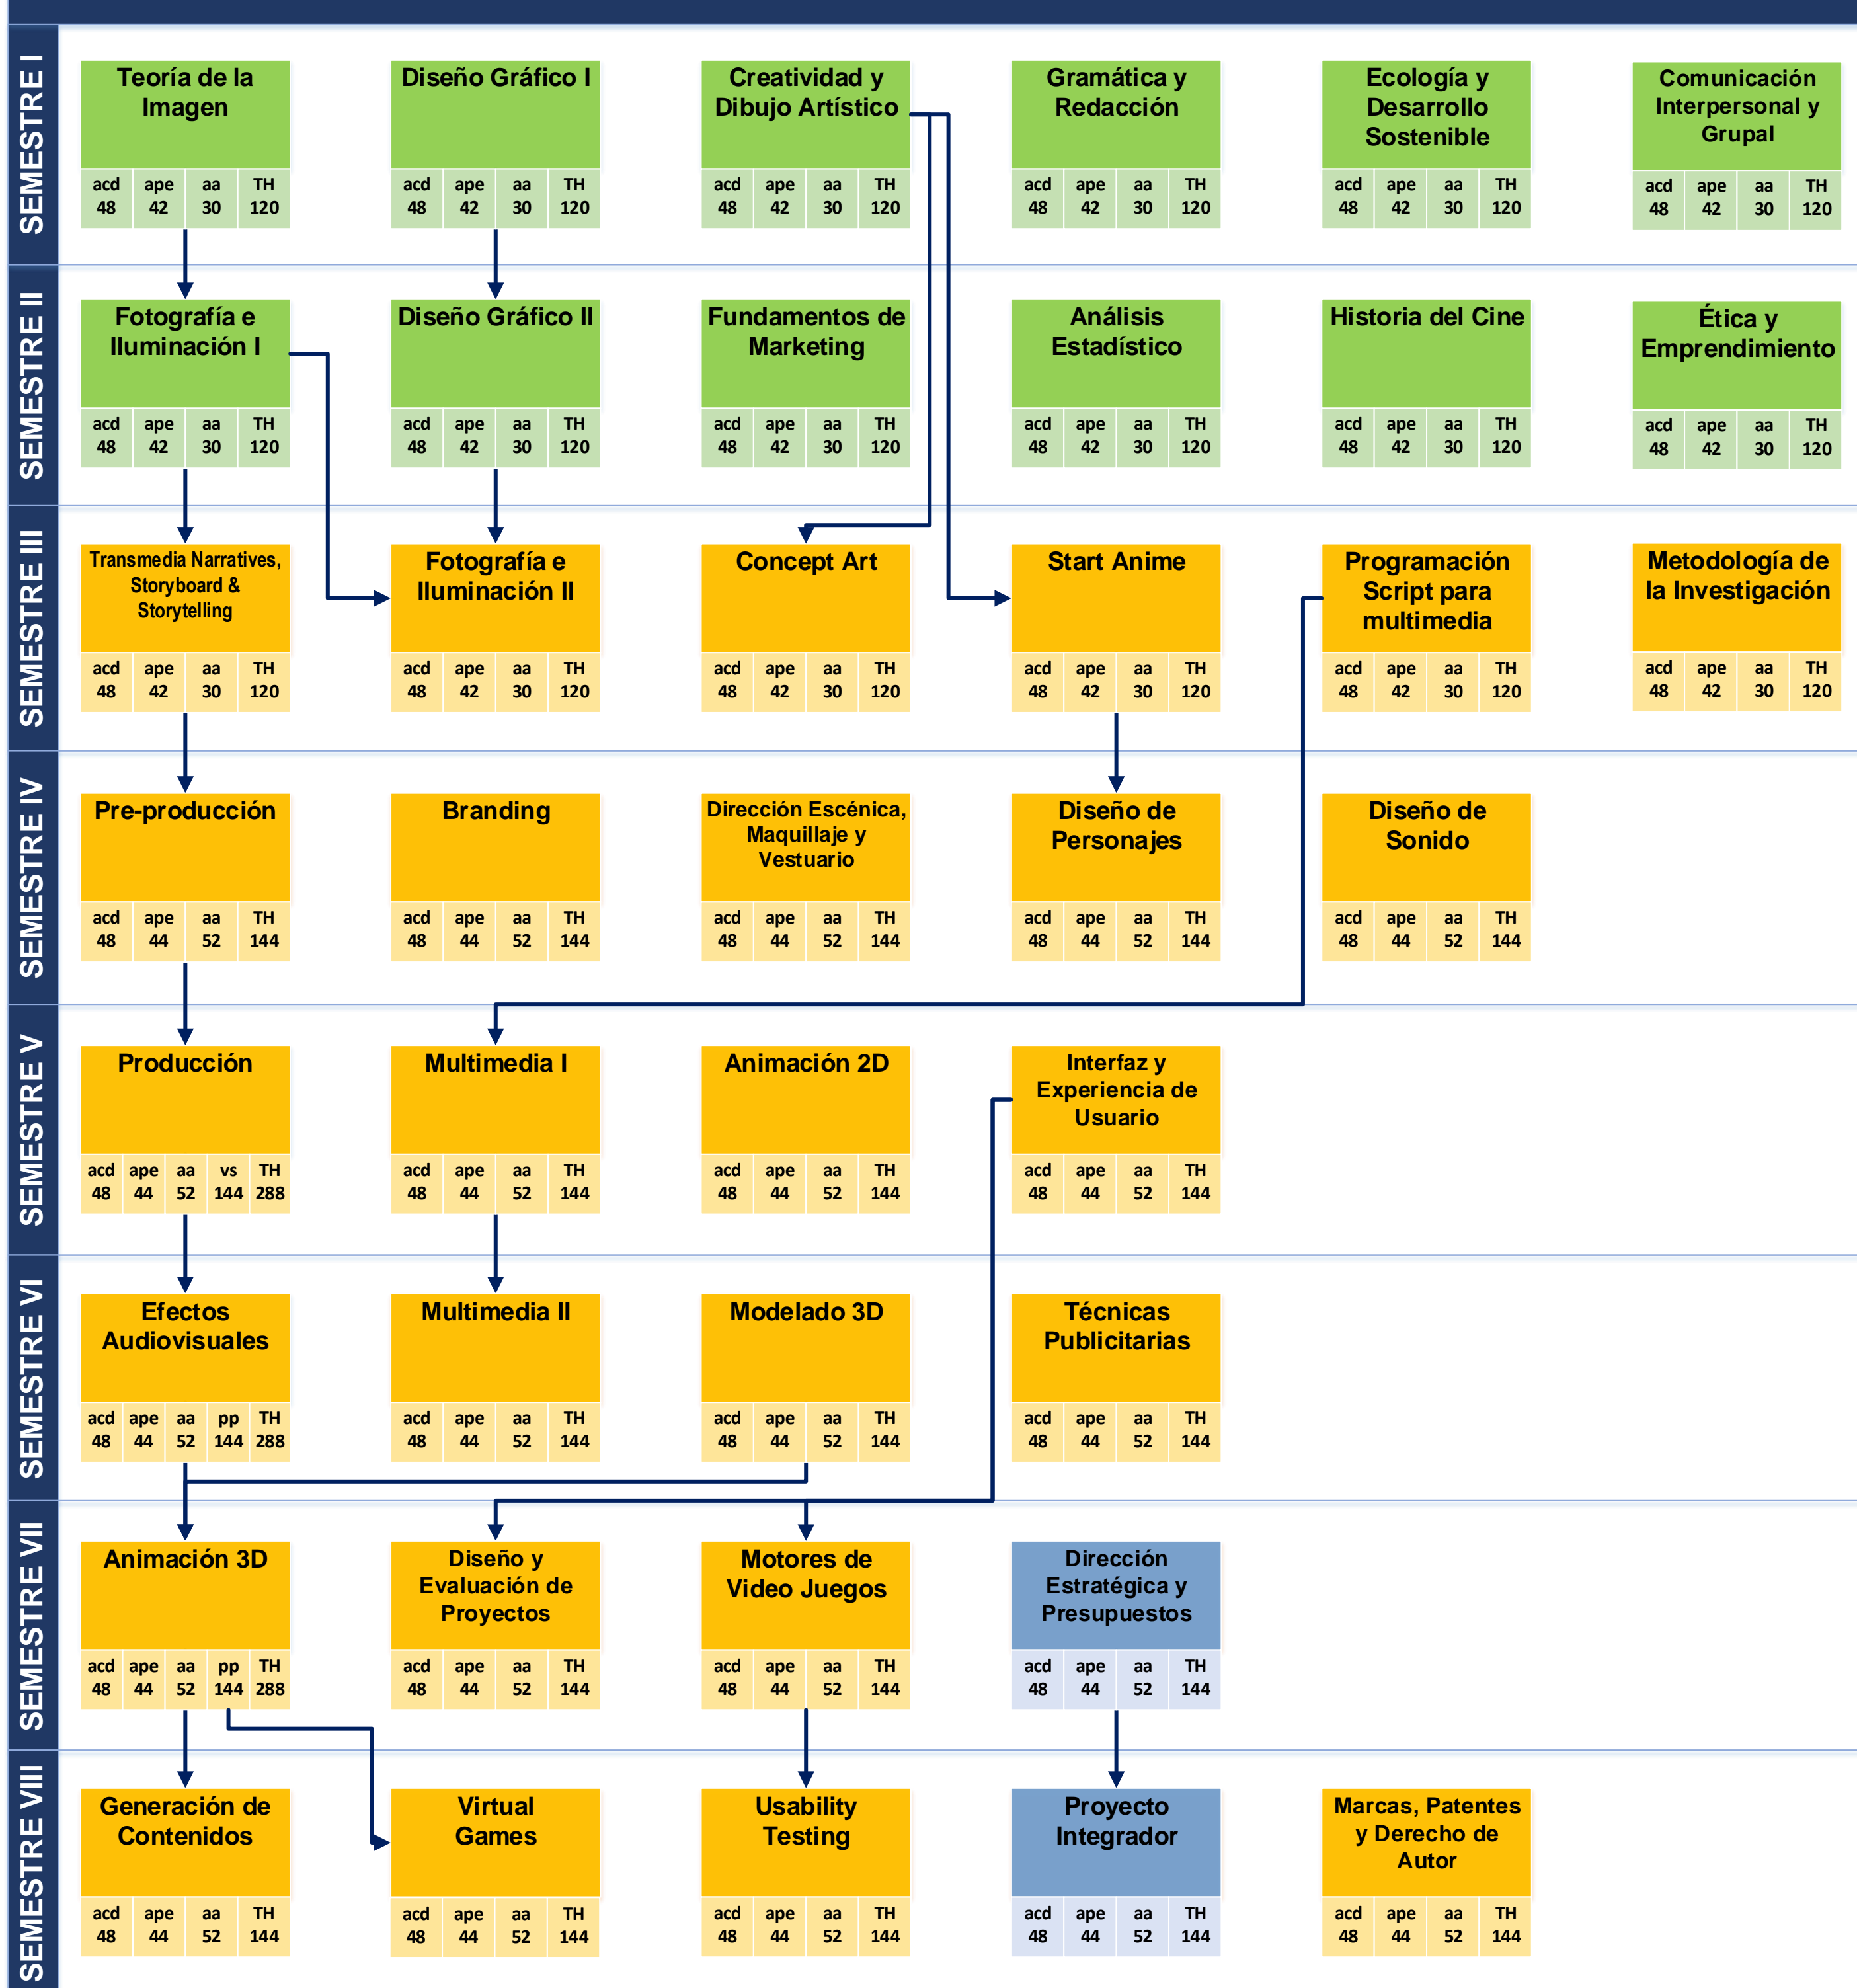 SEMESTRE I
Teoría de la
Imagen
acd ape aa TH
48 42 30 120
Diseño Gráfico I
acd ape aa TH
48 42 30 120
Creatividad y
Dibujo Artístico
acd ape aa TH
48 42 30 120
Gramática y
Redacción
acd ape aa TH
48 42 30 120
Ecología y
Desarrollo
Sostenible
acd ape aa TH
48 42 30 120
Comunicación
Interpersonal y
Grupal
acd ape aa TH
48 42 30 120
SEMESTRE II
Fotografía e
Iluminación I
acd ape aa TH
48 42 30 120
Diseño Gráfico II
acd ape aa TH
48 42 30 120
Fundamentos de
Marketing
acd ape aa TH
48 42 30 120
Análisis
Estadístico
acd ape aa TH
48 42 30 120
Historia del Cine
acd ape aa TH
48 42 30 120
Ética y
Emprendimiento
acd ape aa TH
48 42 30 120
SEMESTRE III
Transmedia Narratives,
Storyboard &
Storytelling
acd ape aa TH
48 42 30 120
Fotografía e
Iluminación II
acd ape aa TH
48 42 30 120
Concept Art
acd ape aa TH
48 42 30 120
Start Anime
acd ape aa TH
48 42 30 120
Programación
Script para
multimedia
acd ape aa TH
48 42 30 120
Metodología de
la Investigación
acd ape aa TH
48 42 30 120
SEMESTRE IV
Pre-producción
acd ape aa TH
48 44 52 144
Branding
acd ape aa TH
48 44 52 144
Dirección Escénica,
Maquillaje y
Vestuario
acd ape aa TH
48 44 52 144
Diseño de
Personajes
acd ape aa TH
48 44 52 144
Diseño de
Sonido
acd ape aa TH
48 44 52 144
SEMESTRE V
Producción
acd ape aa vs TH
48 44 52 144 288
Multimedia I
acd ape aa TH
48 44 52 144
Animación 2D
acd ape aa TH
48 44 52 144
Interfaz y
Experiencia de
Usuario
acd ape aa TH
48 44 52 144
SEMESTRE VI
Efectos
Audiovisuales
acd ape aa pp TH
48 44 52 144 288
Multimedia II
acd ape aa TH
48 44 52 144
Modelado 3D
acd ape aa TH
48 44 52 144
Técnicas
Publicitarias
acd ape aa TH
48 44 52 144
SEMESTRE VII
Animación 3D
acd ape aa pp TH
48 44 52 144 288
Diseño y
Evaluación de
Proyectos
acd ape aa TH
48 44 52 144
Motores de
Video Juegos
acd ape aa TH
48 44 52 144
Dirección
Estratégica y
Presupuestos
acd ape aa TH
48 44 52 144
SEMESTRE VIII
Generación de
Contenidos
acd ape aa TH
48 44 52 144
Virtual
Games
acd ape aa TH
48 44 52 144
Usability
Testing
acd ape aa TH
48 44 52 144
Proyecto
Integrador
acd ape aa TH
48 44 52 144
Marcas, Patentes
y Derecho de
Autor
acd ape aa TH
48 44 52 144